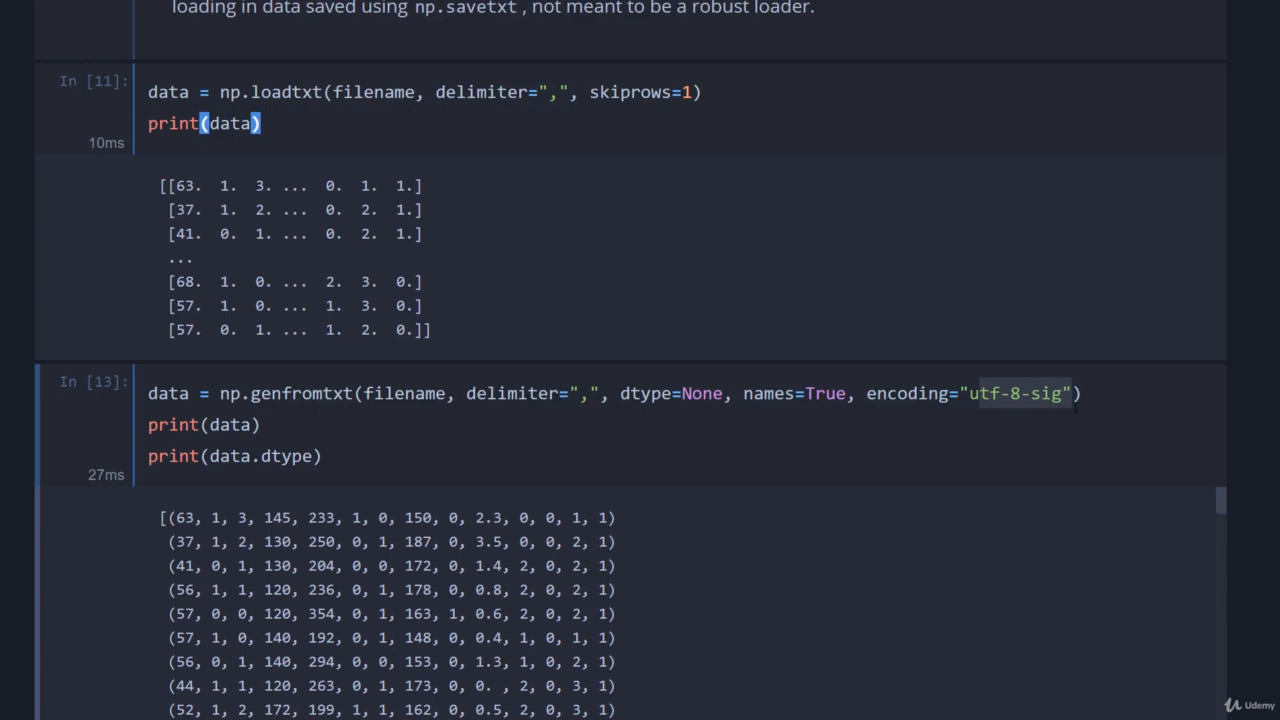 loading in data saved using np.savetxt , not meant to be a robust loader.
In [11]:
data = np.loadtxt(filename, delimiter=",", skiprows=1)
print(data)
10ms
[[63. 1. 3. ... 0. 1. 1.]
[37. 1. 2. ... 0. 2. 1.]
[41. 0. 1. ... 0. 2. 1.]
...
[68. 1. 0. ... 2. 3. 0.]
[57. 1. 0. ... 1. 3. 0.]
[57. 0. 1. ... 1. 2. 0.]]
In [13]:
data = np.genfromtxt(filename, delimiter=",", dtype=None, names=True, encoding="utf-8-sig")
print(data)
print(data.dtype)
27ms
[(63, 1, 3, 145, 233, 1, 0, 150, 0, 2.3, 0, 0, 1, 1)
(37, 1, 2, 130, 250, 0, 1, 187, 0, 3.5, 0, 0, 2, 1)
(41, 0, 1, 130, 204, 0, 0, 172, 0, 1.4, 2, 0, 2, 1)
(56, 1, 1, 120, 236, 0, 1, 178, 0, 0.8, 2, 0, 2, 1)
(57, 0, 0, 120, 354, 0, 1, 163, 1, 0.6, 2, 0, 2, 1)
(57, 1, 0, 140, 192, 0, 1, 148, 0, 0.4, 1, 0, 1, 1)
(56, 0, 1, 140, 294, 0, 0, 153, 0, 1.3, 1, 0, 2, 1)
(44, 1, 1, 120, 263, 0, 1, 173, 0, 0. , 2, 0, 3, 1)
(52, 1, 2, 172, 199, 1, 1, 162, 0, 0.5, 2, 0, 3, 1)
Udemy